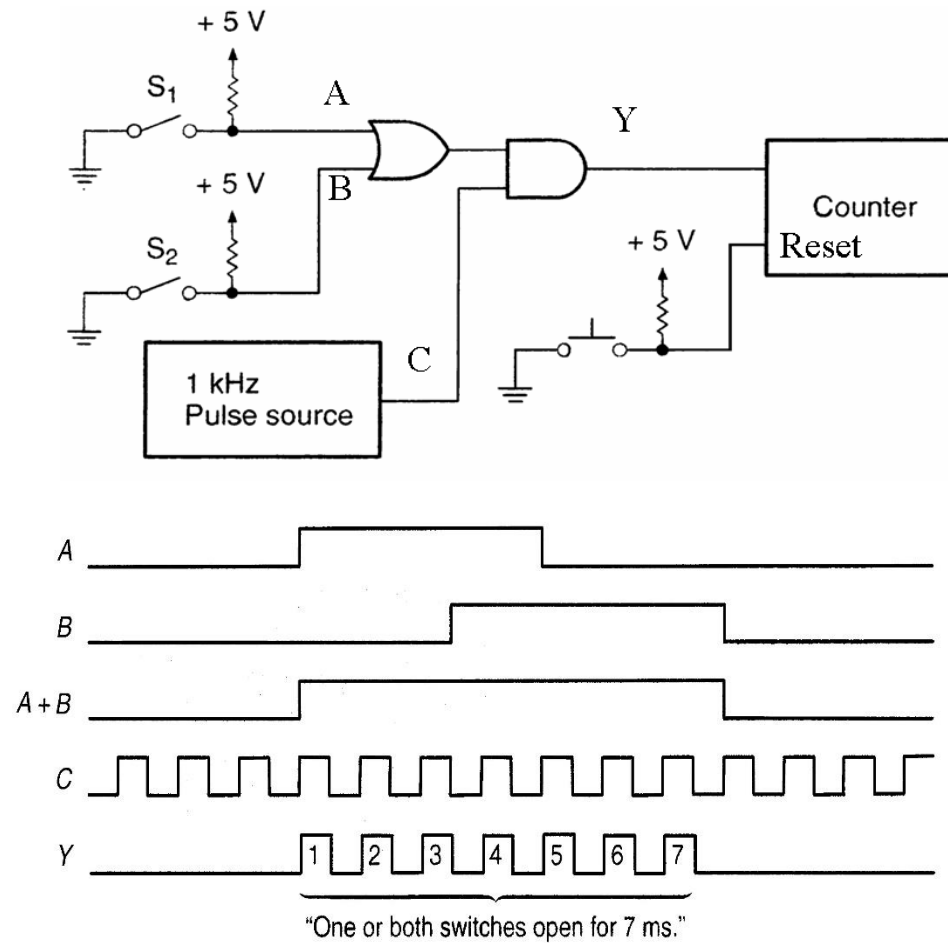 + 5 V
S1
A
Y
+ 5 V
B
Counter
S2
+ 5 V
Reset
C
1 kHz
Pulse source
A
B
A + B
C
Y
1 2 3 4 5 6 7
“One or both switches open for 7 ms.”